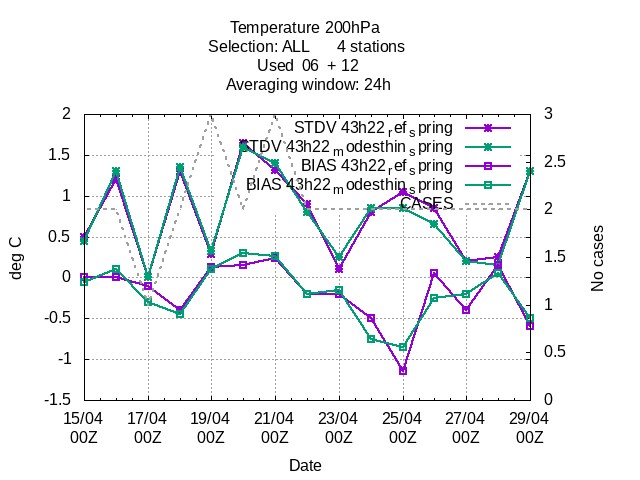 Temperature 200hPa
Selection: ALL      4 stations
Used  06  + 12
Averaging window: 24h
2
1.5
1
0.5
0
-0.5
-1
-1.5
3
2.5
2
1.5
1
0.5
0
STDV 43h22_ref_spring
STDV 43h22_modesthin_spring
BIAS 43h22_ref_spring
BIAS 43h22_modesthin_spring
CASES
deg C
No cases
15/04 17/04 19/04 21/04 23/04 25/04 27/04 29/04
00Z 00Z 00Z 00Z 00Z 00Z 00Z 00Z
Date